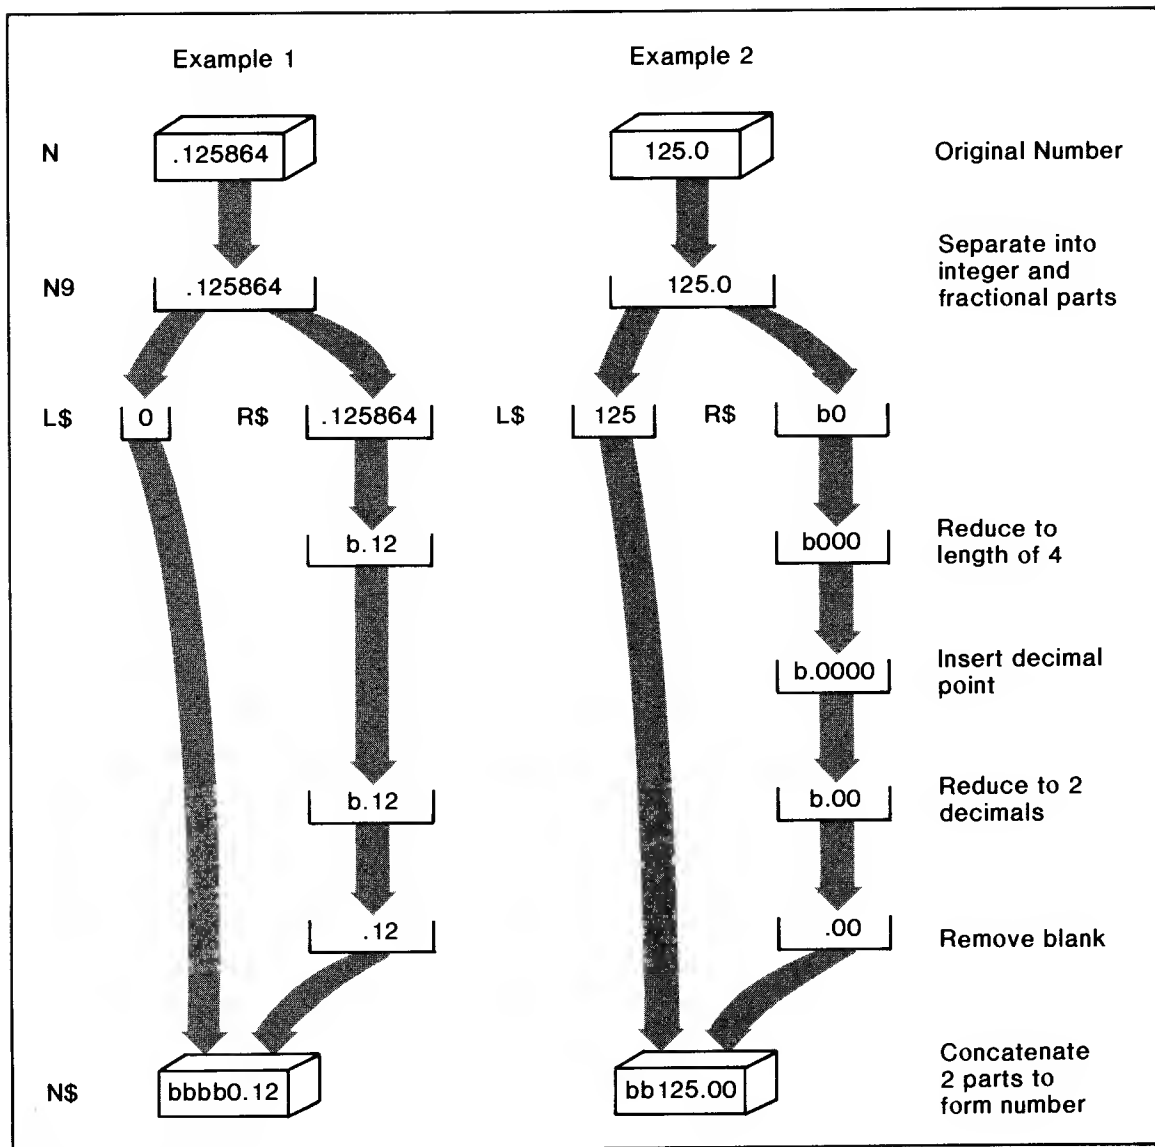 Example 1 Example 2
N .125864 125.0 Original Number
Separate into
integer and
fractional parts
N9 .125864 125.0
L$ 0 R$ .125864 L$ 125 R$ b0
b.12 b000 Reduce to
length of 4
b.0000 Insert decimal
point
b.12 b.00 Reduce to 2
decimals
.12 .00 Remove blank
N$ bbbb0.12 bb125.00 Concatenate
2 parts to
form number